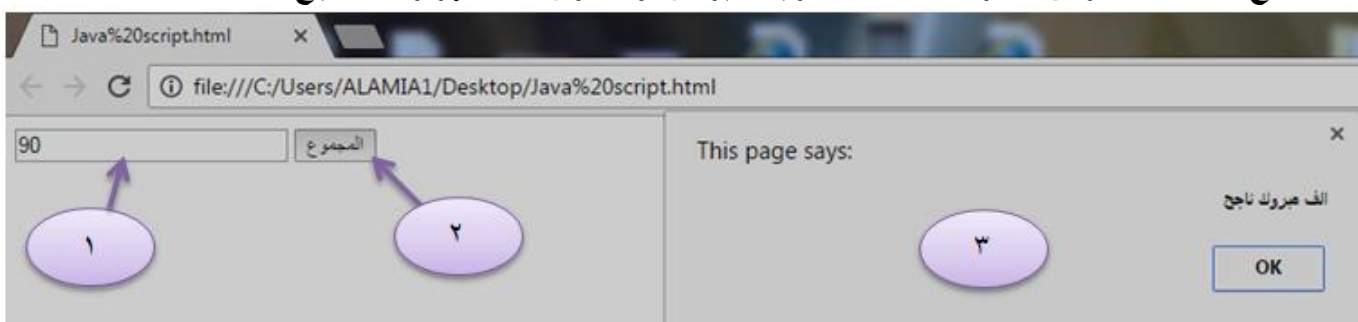 Java%20script.html ×
file:///C:/Users/ALAMIA1/Desktop/Java%20script.html
90 المجموع
This page says: ×
الف مبروك ناجح
١ ٢ ٣
OK